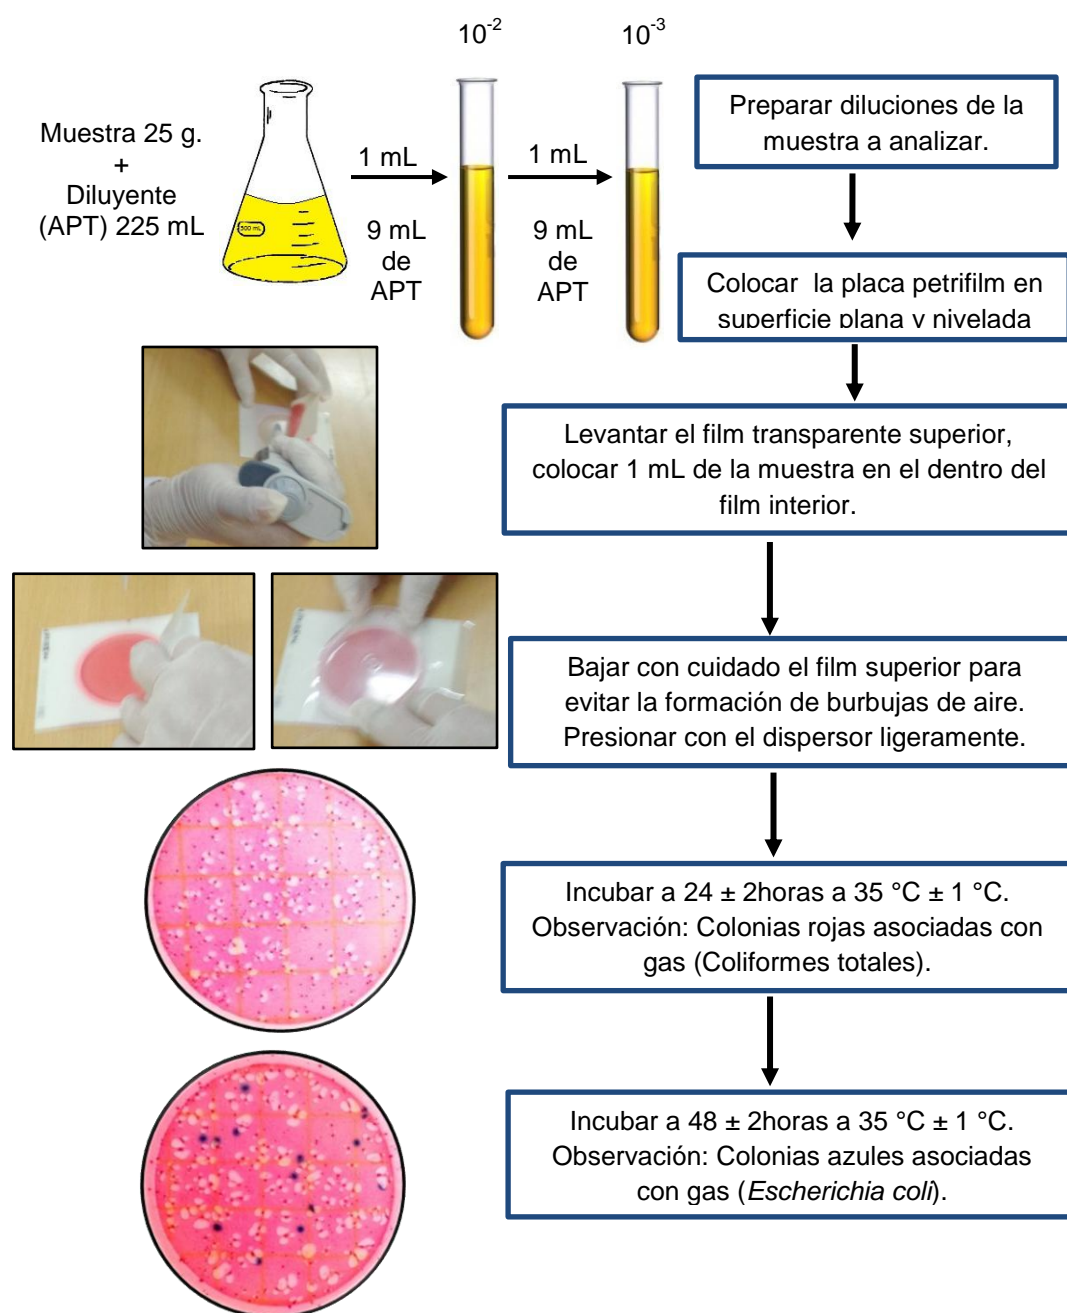 10-2
10-3
Muestra 25 g.
+
Diluyente
(APT) 225 mL
300 mL
1 mL
9 mL
de
APT
1 mL
9 mL
de
APT
Preparar diluciones de la
muestra a analizar.
Colocar la placa petrifilm en
superficie plana y nivelada
Levantar el film transparente superior,
colocar 1 mL de la muestra en el dentro del
film interior.
Bajar con cuidado el film superior para
evitar la formación de burbujas de aire.
Presionar con el dispersor ligeramente.
Incubar a 24 ± 2horas a 35 °C ± 1 °C.
Observación: Colonias rojas asociadas con
gas (Coliformes totales).
Incubar a 48 ± 2horas a 35 °C ± 1 °C.
Observación: Colonias azules asociadas
con gas (Escherichia coli).